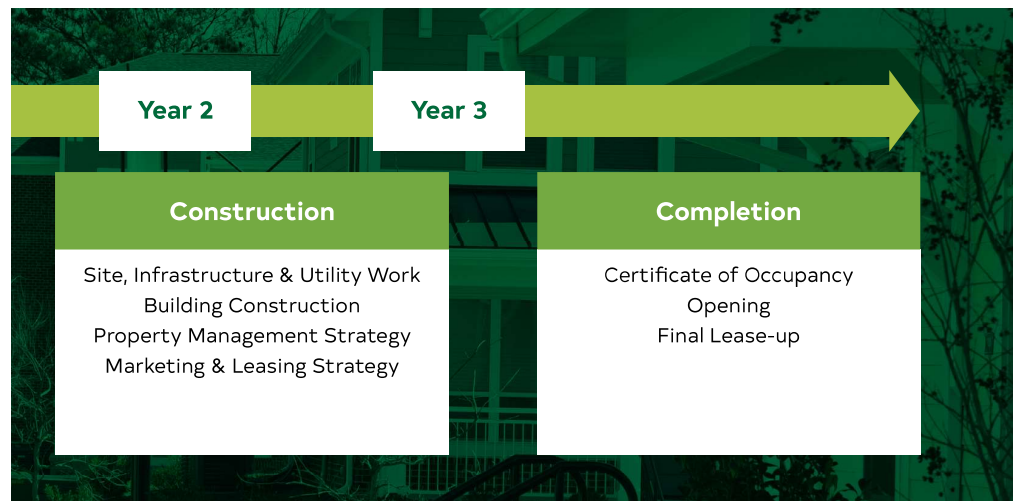 Year 2
Year 3
Construction
Site, Infrastructure & Utility Work
Building Construction
Property Management Strategy
Marketing & Leasing Strategy
Completion
Certificate of Occupancy
Opening
Final Lease-up